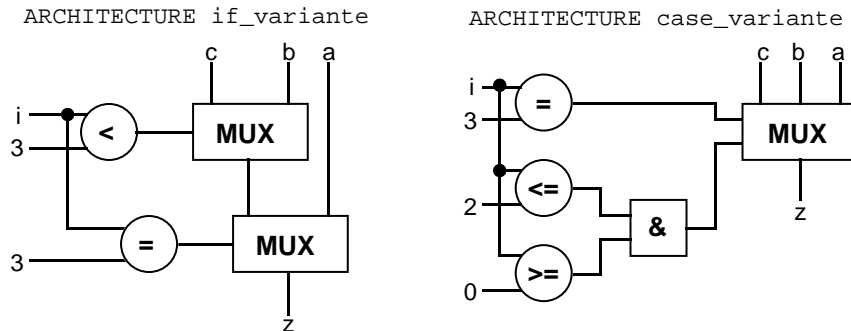 ARCHITECTURE if_variante
c b a
i
<
MUX
3
=
MUX
3
z
ARCHITECTURE case_variante
c b a
i
=
3
MUX
<=
2
&
z
>=
0